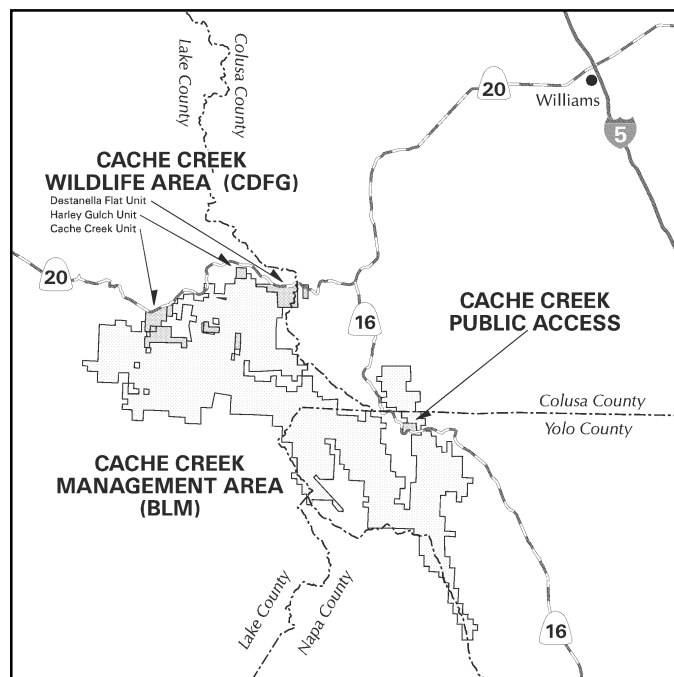 Lake County
Colusa County
20
Williams
5
CACHE CREEK
WILDLIFE AREA (CDFG)
Destanella Flat Unit
Harley Gulch Unit
Cache Creek Unit
20
16
CACHE CREEK
PUBLIC ACCESS
Colusa County
Yolo County
CACHE CREEK
MANAGEMENT AREA
(BLM)
Lake County
Napa County
16